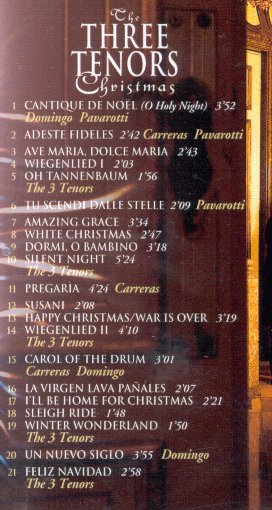 The
THREE
TENORS
Christmas
1 CANTIQUE DE NOËL (O Holy Night) 3'52
Domingo Pavarotti
2 ADESTE FIDELES 2'42 Carreras Pavarotti
3 AVE MARIA, DOLCE MARIA 2'43
4 WIEGENLIED I 2'03
5 OH TANNENBAUM 1'56
The 3 Tenors
6 TU SCENDI DALLE STELLE 2'09 Pavarotti
7 AMAZING GRACE 3'34
8 WHITE CHRISTMAS 2'47
9 DORMI, O BAMBINO 3'18
10 SILENT NIGHT 5'24
The 3 Tenors
11 PREGARIA 4'24 Carreras
12 SUSANI 2'08
13 HAPPY CHRISTMAS/WAR IS OVER 3'19
14 WIEGENLIED II 4'10
The 3 Tenors
15 CAROL OF THE DRUM 3'01
Carreras Domingo
16 LA VIRGEN LAVA PAÑALES 2'07
17 I'LL BE HOME FOR CHRISTMAS 2'21
18 SLEIGH RIDE 1'48
19 WINTER WONDERLAND 1'50
The 3 Tenors
20 UN NUEVO SIGLO 3'55 Domingo
21 FELIZ NAVIDAD 2'58
The 3 Tenors